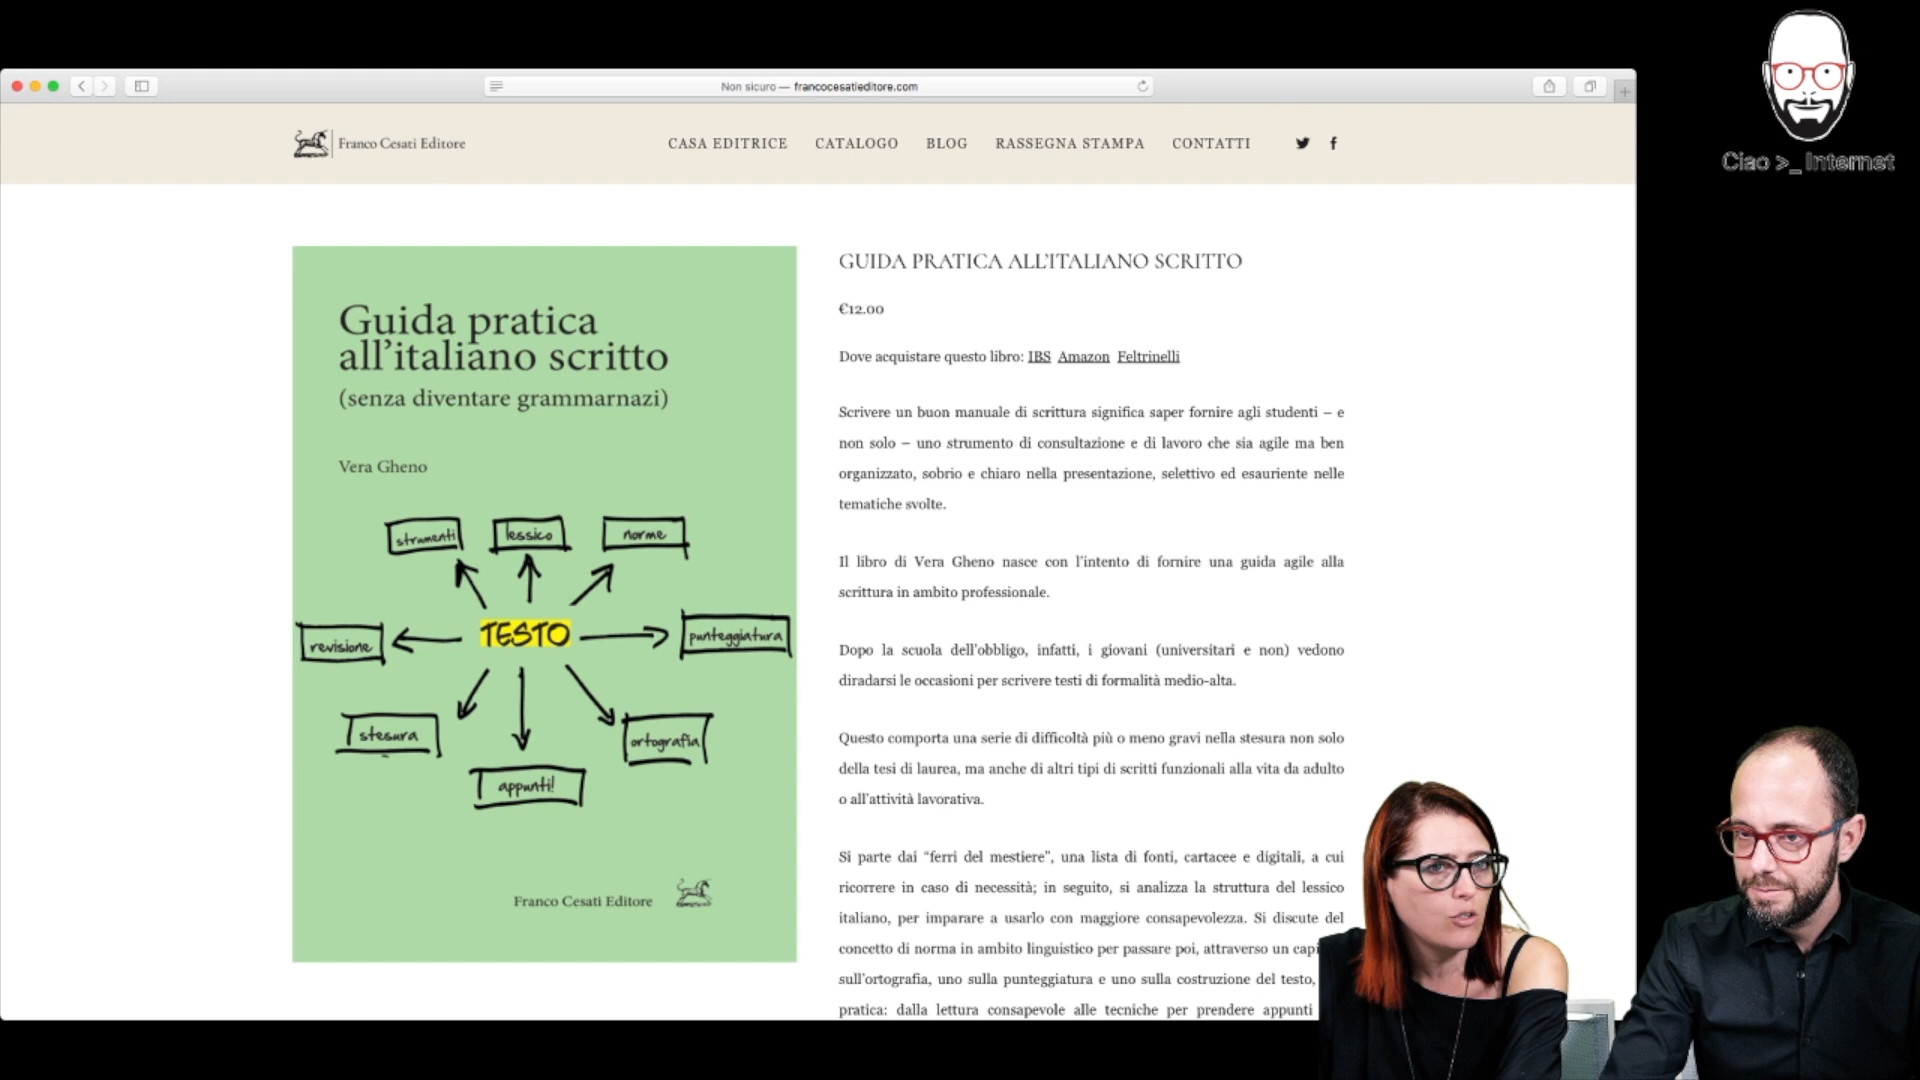 Non sicuro — francocesatieditore.com
Franco Cesati Editore
CASA EDITRICE CATALOGO BLOG RASSEGNA STAMPA CONTATTI
Ciao >_ Internet
Guida pratica
all'italiano scritto
(senza diventare grammarnazi)
Vera Gheno
strumenti lessico norme
revisione TESTO punteggiatura
stesura appunti! ortografia
Franco Cesati Editore
GUIDA PRATICA ALL'ITALIANO SCRITTO
€12.00
Dove acquistare questo libro: IBS Amazon Feltrinelli
Scrivere un buon manuale di scrittura significa saper fornire agli studenti – e
non solo – uno strumento di consultazione e di lavoro che sia agile ma ben
organizzato, sobrio e chiaro nella presentazione, selettivo ed esauriente nelle
tematiche svolte.
Il libro di Vera Gheno nasce con l'intento di fornire una guida agile alla
scrittura in ambito professionale.
Dopo la scuola dell'obbligo, infatti, i giovani (universitari e non) vedono
diradarsi le occasioni per scrivere testi di formalità medio-alta.
Questo comporta una serie di difficoltà più o meno gravi nella stesura non solo
della tesi di laurea, ma anche di altri tipi di scritti funzionali alla vita da adulto
o all'attività lavorativa.
Si parte dai “ferri del mestiere”, una lista di fonti, cartacee e digitali, a cui
ricorrere in caso di necessità; in seguito, si analizza la struttura del lessico
italiano, per imparare a usarlo con maggiore consapevolezza. Si discute del
concetto di norma in ambito linguistico per passare poi, attraverso un
sull'ortografia, uno sulla punteggiatura e uno sulla costruzione del testo,
pratica: dalla lettura consapevole alle tecniche per prendere appunti